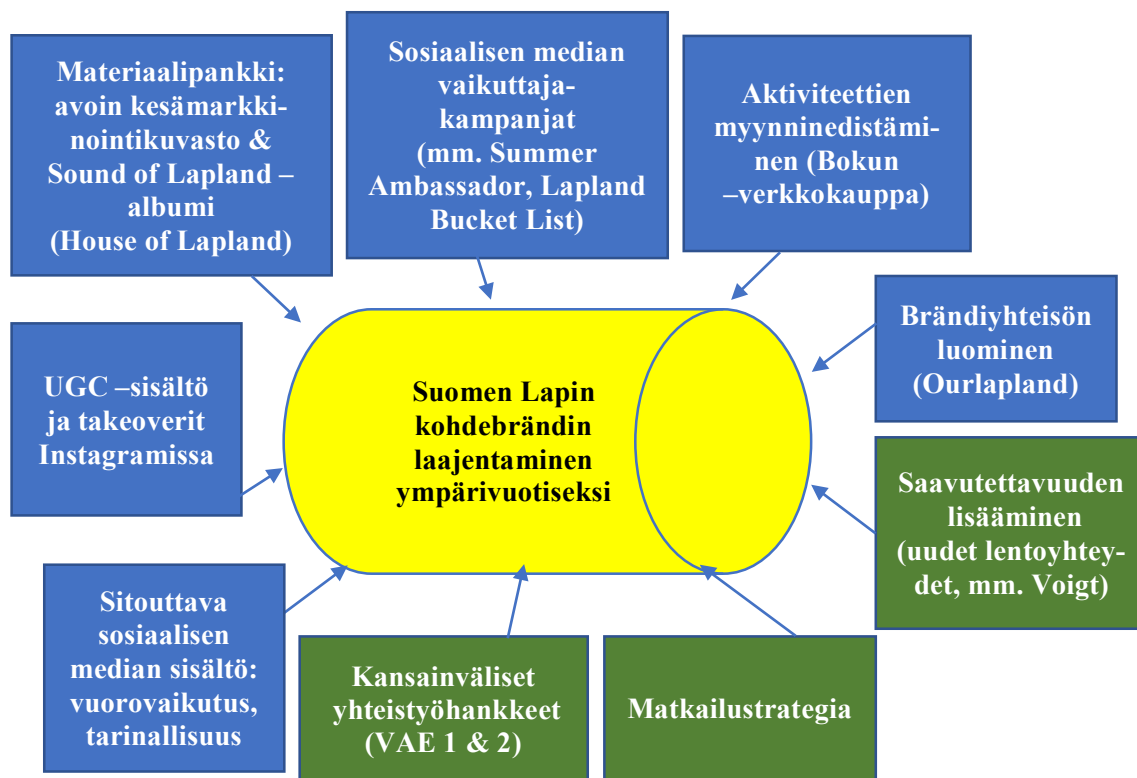 Materiaalipankki:
avoin kesämarkki-
nointikuvasto &
Sound of Lapland –
albumi
(House of Lapland)
Sosiaalisen median
vaikuttaja-
kampanjat
(mm. Summer
Ambassador, Lapland
Bucket List)
Aktiviteettien
myynninedistämi-
nen (Bokun
–verkkokauppa)
Brändiyhteisön
luominen
(Ourlapland)
UGC –sisältö
ja takeoverit
Instagramissa
Suomen Lapin
kohdebrändin
laajentaminen
ympärivuotiseksi
Saavutettavuuden
lisääminen
(uudet lentoyhtey-
det, mm. Voigt)
Sitouttava
sosiaalisen
median sisältö:
vuorovaikutus,
tarinallisuus
Kansainväliset
yhteistyöhankkeet
(VAE 1 & 2)
Matkailustrategia